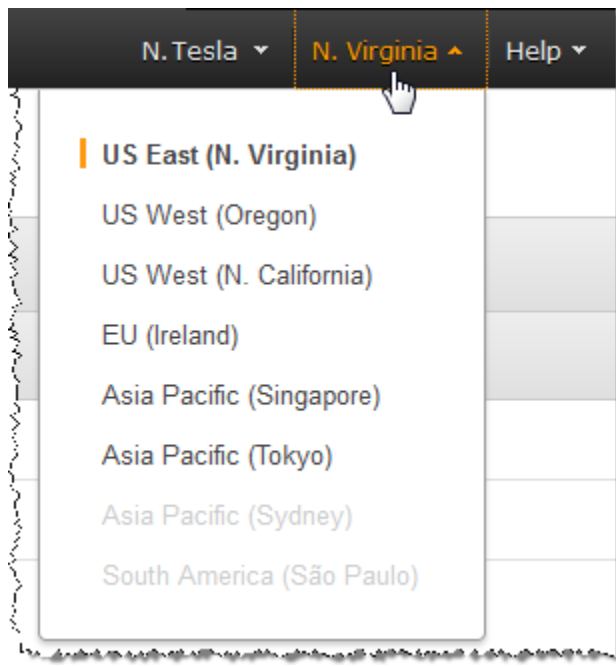 N. Tesla N. Virginia Help
US East (N. Virginia)
US West (Oregon)
US West (N. California)
EU (Ireland)
Asia Pacific (Singapore)
Asia Pacific (Tokyo)
Asia Pacific (Sydney)
South America (São Paulo)